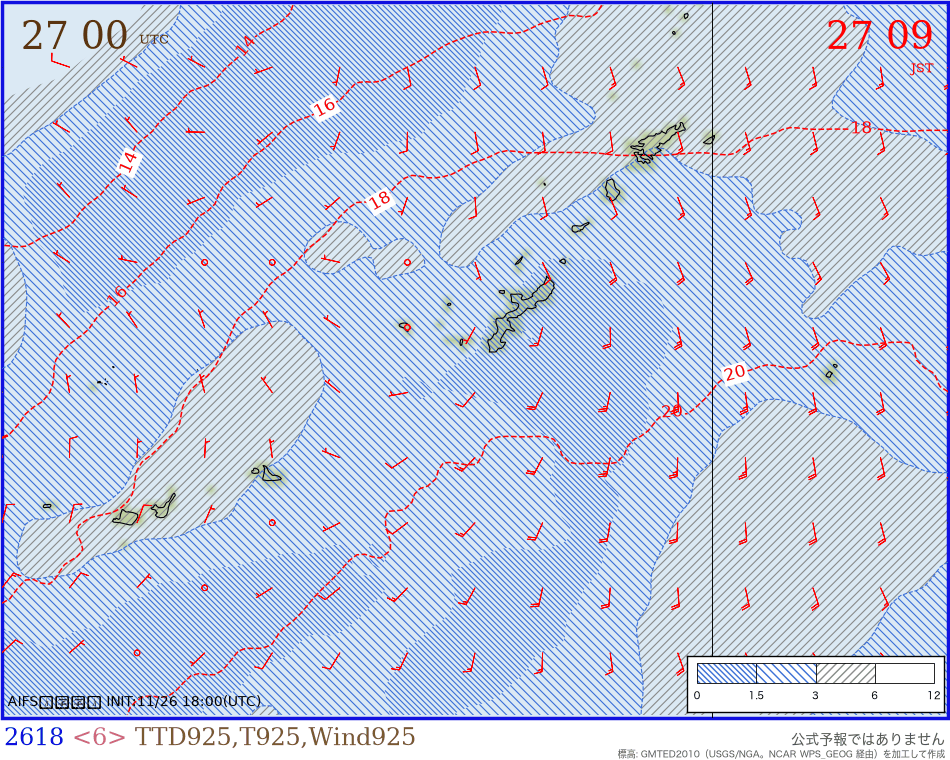 27 00 UTC
27 09
JST
14
16
18
14
18
16
20
20
AIFS□□□□ INIT:11/26 18:00(UTC)
0 1.5 3 6 12
2618 <6> TTD925,T925,Wind925
公式予報ではありません
標高: GMTED2010（USGS/NGA。NCAR WPS_GEOG 経由）を加工して作成